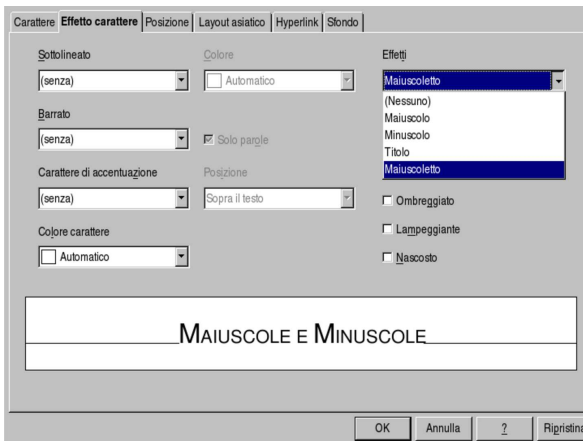 Carattere Effetto carattere Posizione Layout asiatico Hyperlink Sfondo
Sottolineato Colore Effetti
(senza) Automatico Maiuscoletto
(Nessuno)
Barrato Maiuscolo
(senza) Solo parole Minuscolo
Titolo
Carattere di accentuazione Posizione Maiuscoletto
(senza) Sopra il testo Ombreggiato
Colore carattere Lampeggiante
Automatico Nascosto
MAIUSCOLE E MINUSCOLE
OK Annulla ? Ripristina